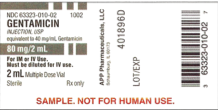 NDC 63323-010-02 1002
GENTAMICIN
INJECTION, USP
equivalent to 40 mg/mL Gentamicin
80 mg/2 mL
For IM or IV Use.
Must be diluted for IV use.
2 mL Multiple Dose Vial
Sterile Rx only
401896D
APP Pharmaceuticals, LLC
Schaumburg, IL 60173
LOT/EXP
63323-010-02
SAMPLE. NOT FOR HUMAN USE.